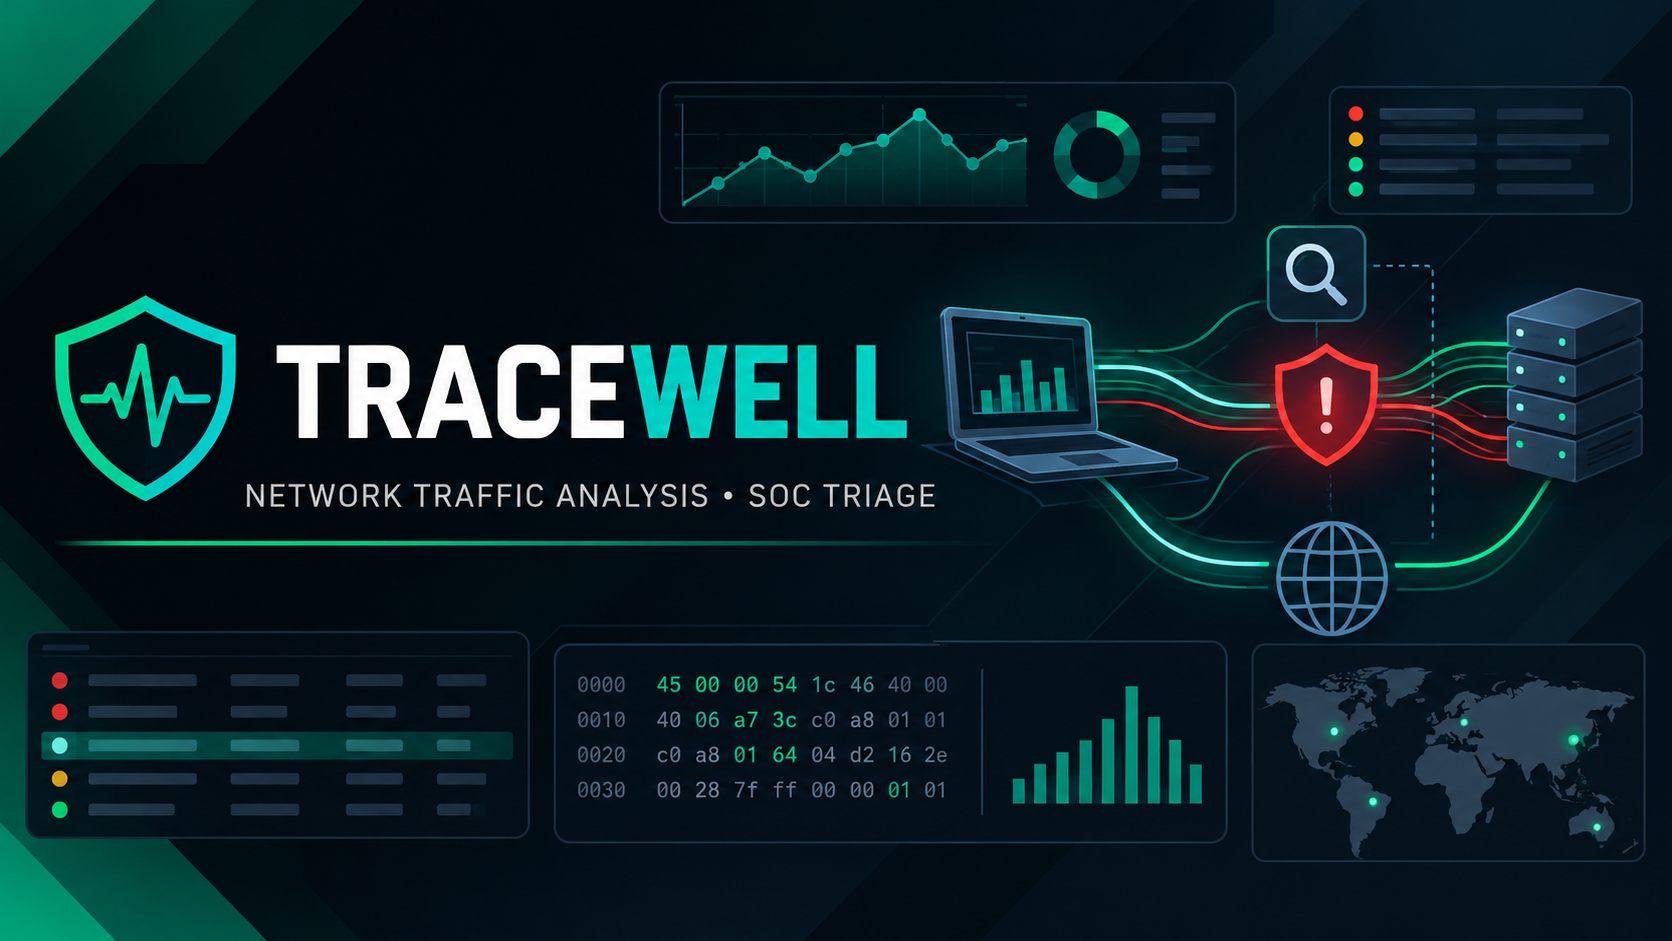 TRACEWELL
NETWORK TRAFFIC ANALYSIS • SOC TRIAGE
0000 45 00 00 54 1c 46 40 00
0010 40 06 a7 3c c0 a8 01 01
0020 c0 a8 01 64 04 d2 16 2e
0030 00 28 7f ff 00 00 01 01